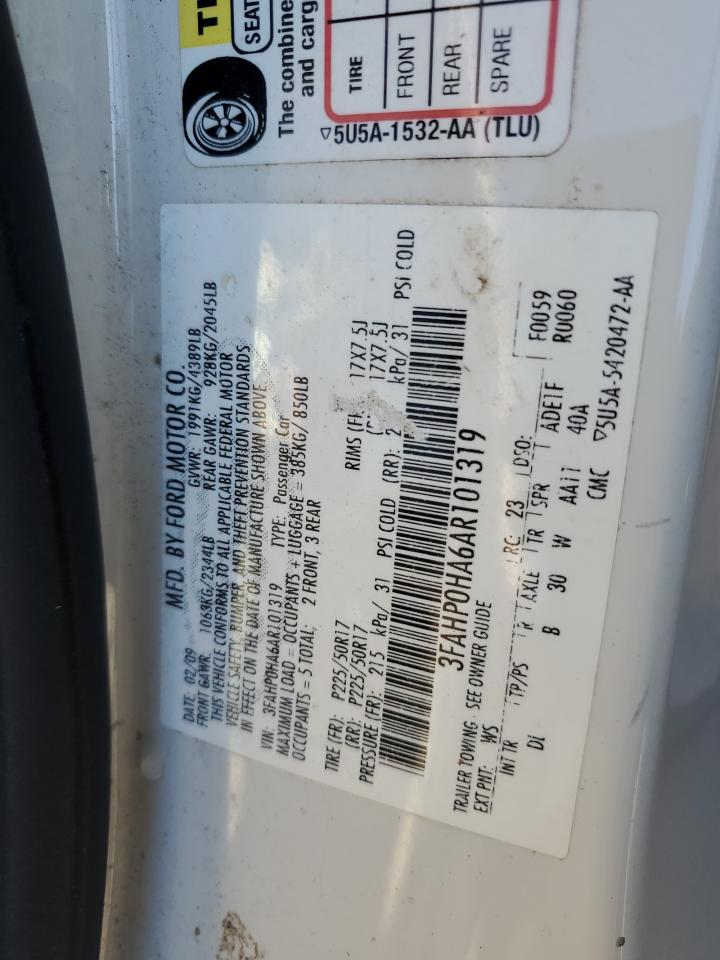 TI
SEAT
The combine
and carg
TIRE
FRONT
REAR
SPARE
▽5U5A-1532-AA (TLU)
MFD. BY FORD MOTOR CO.
DATE: 02/09 GVWR: 1991KG/4389LB
FRONT GAWR: 1063KG/2344LB REAR GAWR: 928KG/2045LB
THIS VEHICLE CONFORMS TO ALL APPLICABLE FEDERAL MOTOR
VEHICLE SAFETY, BUMPER, AND THEFT PREVENTION STANDARDS
IN EFFECT ON THE DATE OF MANUFACTURE SHOWN ABOVE
VIN: 3FAHP0HA6AR101319 TYPE: Passenger Car
MAXIMUM LOAD = OCCUPANTS + LUGGAGE = 385KG/ 850LB
OCCUPANTS = 5 TOTAL: 2 FRONT, 3 REAR
TIRE (FR): P225/50R17 RIMS 17X7.5J
(RR): P225/50R17 17X7.5J
PRESSURE (FR): 215 kPa/ 31 PSI COLD (RR): 2 kPa/ 31 PSI COLD
3FAHP0HA6AR101319
TRAILER TOWING - SEE OWNER GUIDE
EXT PNT: WS RC: 23 DSO: F0059
INT TR TP/PS R AXLE TR SPR RU060
DI B 30 W AA11 ADE1F
CMC 40A
▽5U5A-5420472-AA